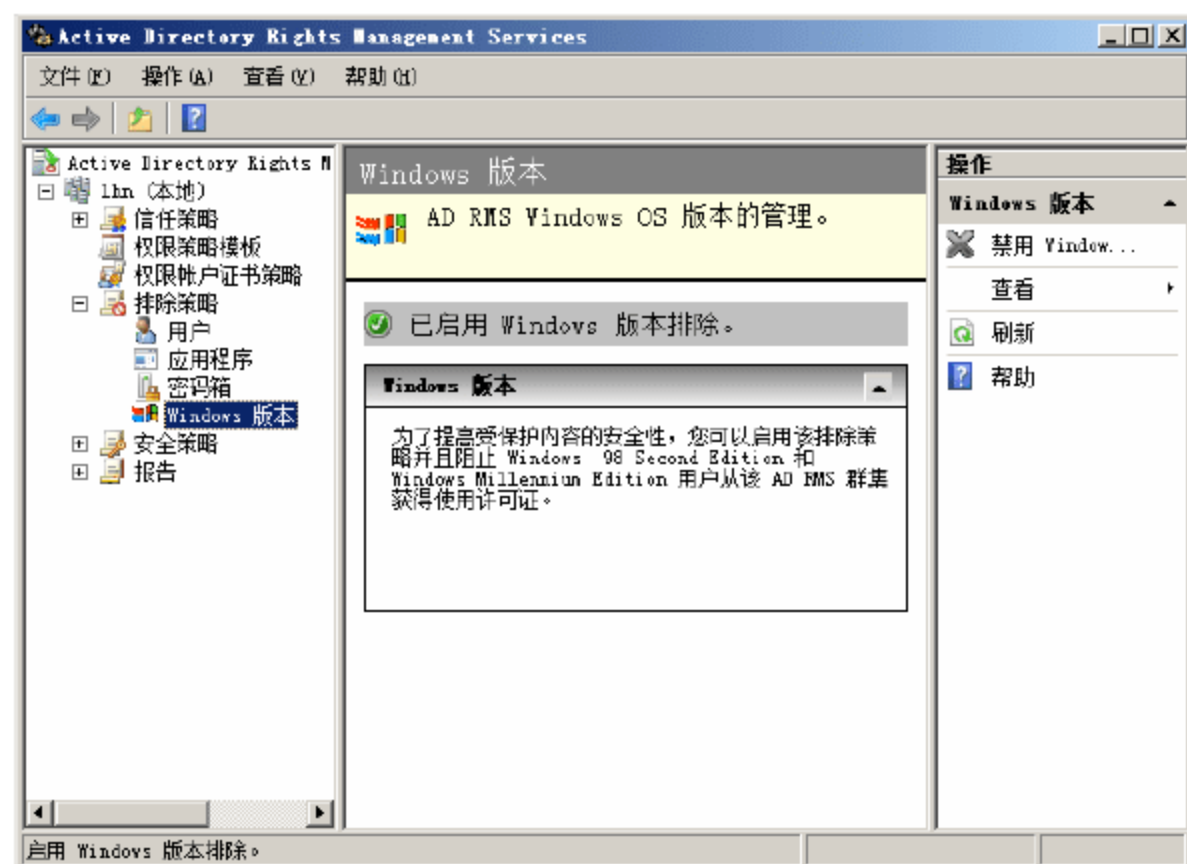 Active Directory Rights Management Services
文件(F) 操作(A) 查看(V) 帮助(H)
Active Directory Rights M
lhn (本地)
信任策略
权限策略模板
权限帐户证书策略
排除策略
用户
应用程序
密码箱
Windows 版本
安全策略
报告
Windows 版本
AD RMS Windows OS 版本的管理。
已启用 Windows 版本排除。
Windows 版本
为了提高受保护内容的安全性，您可以启用该排除策
略并且阻止 Windows 98 Second Edition 和
Windows Millennium Edition 用户从该 AD RMS 群集
获得使用许可证。
操作
Windows 版本
禁用 Window...
查看
刷新
帮助
启用 Windows 版本排除。